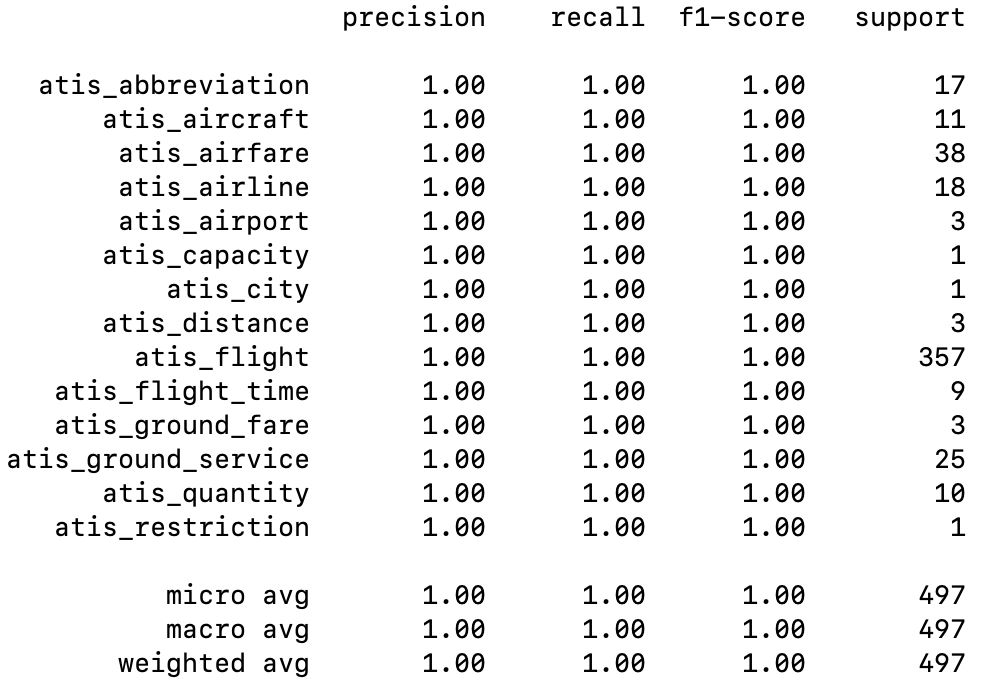 precision recall f1-score support
atis_abbreviation 1.00 1.00 1.00 17
atis_aircraft 1.00 1.00 1.00 11
atis_airfare 1.00 1.00 1.00 38
atis_airline 1.00 1.00 1.00 18
atis_airport 1.00 1.00 1.00 3
atis_capacity 1.00 1.00 1.00 1
atis_city 1.00 1.00 1.00 1
atis_distance 1.00 1.00 1.00 3
atis_flight 1.00 1.00 1.00 357
atis_flight_time 1.00 1.00 1.00 9
atis_ground_fare 1.00 1.00 1.00 3
atis_ground_service 1.00 1.00 1.00 25
atis_quantity 1.00 1.00 1.00 10
atis_restriction 1.00 1.00 1.00 1
micro avg 1.00 1.00 1.00 497
macro avg 1.00 1.00 1.00 497
weighted avg 1.00 1.00 1.00 497